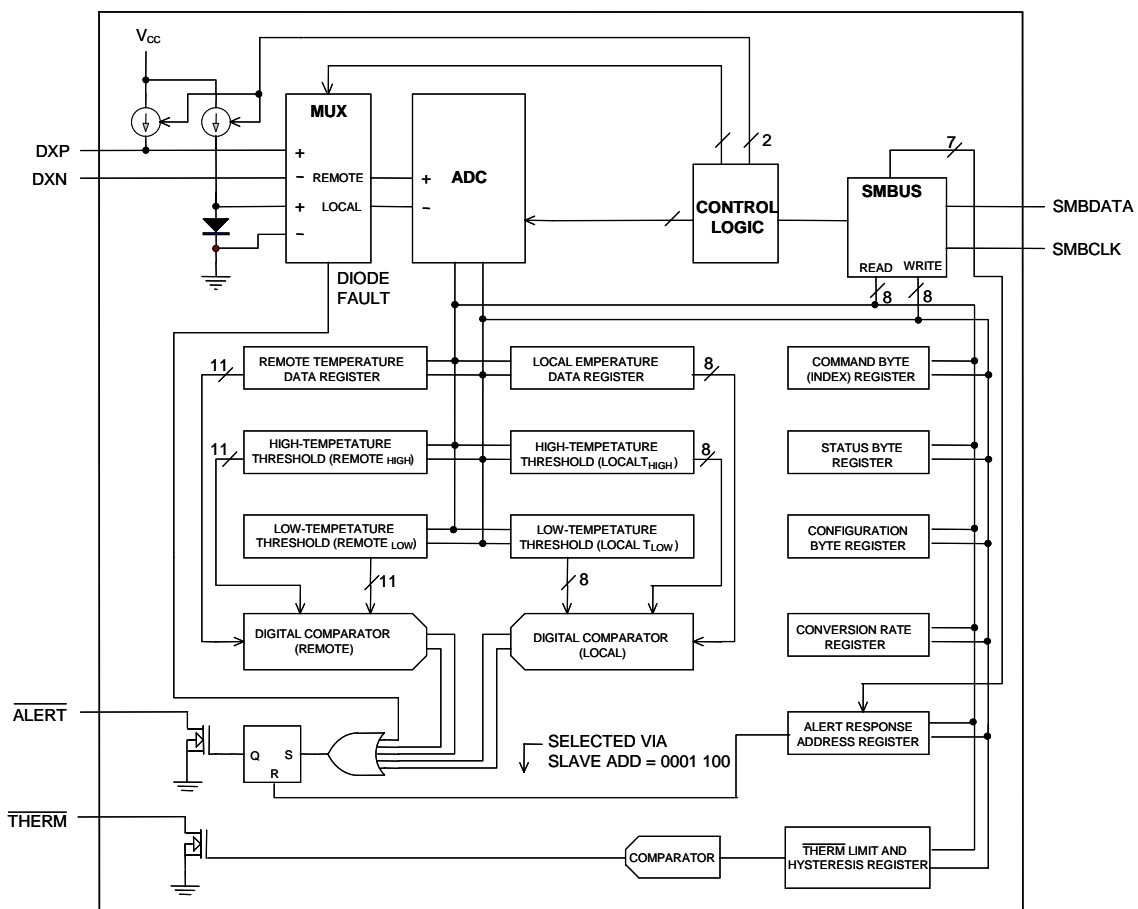 VCC
MUX
ADC
2
7
DXP
+
DXN
− REMOTE
+
CONTROL
LOGIC
SMBUS
+ LOCAL
−
SMBDATA
−
SMBCLK
READ WRITE
DIODE
FAULT
8
8
11
REMOTE TEMPERATURE
DATA REGISTER
LOCAL EMPERATURE
DATA REGISTER
8
COMMAND BYTE
(INDEX) REGISTER
11
HIGH-TEMPETATURE
THRESHOLD (REMOTE HIGH)
HIGH-TEMPETATURE
THRESHOLD (LOCALTHIGH)
8
STATUS BYTE
REGISTER
LOW-TEMPETATURE
THRESHOLD (REMOTE LOW)
LOW-TEMPETATURE
THRESHOLD (LOCAL TLOW)
CONFIGURATION
BYTE REGISTER
11
8
DIGITAL COMPARATOR
(REMOTE)
DIGITAL COMPARATOR
(LOCAL)
CONVERSION RATE
REGISTER
ALERT
Q S
R
SELECTED VIA
SLAVE ADD = 0001 100
ALERT RESPONSE
ADDRESS REGISTER
THERM
COMPARATOR
THERM LIMIT AND
HYSTERESIS REGISTER